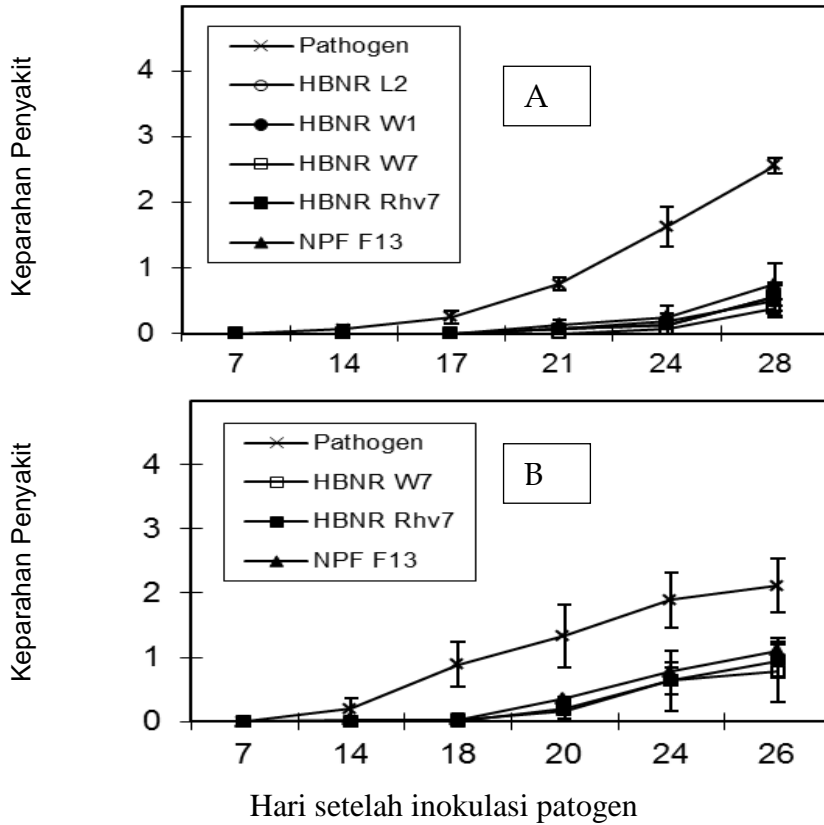 Keparahan Penyakit
4
3
2
1
0
Pathogen
HBNR L2
HBNR W1
HBNR W7
HBNR Rhv7
NPF F13
A
7 14 17 21 24 28
Keparahan Penyakit
4
3
2
1
0
Pathogen
HBNR W7
HBNR Rhv7
NPF F13
B
7 14 18 20 24 26
Hari setelah inokulasi patogen